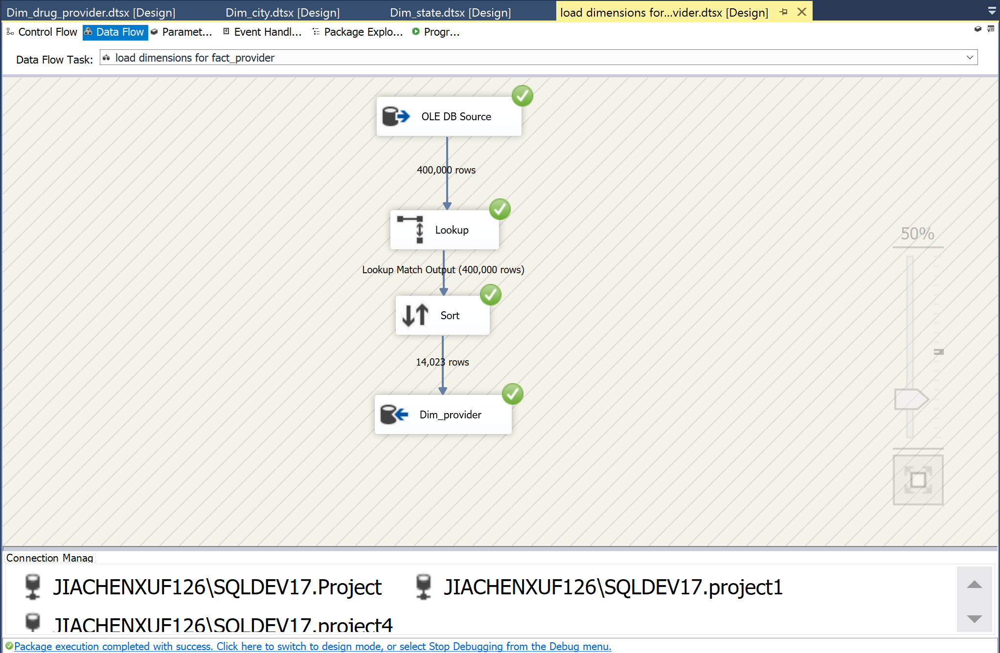 Dim_drug_provider.dtsx [Design] Dim_city.dtsx [Design] Dim_state.dtsx [Design] load dimensions for...vider.dtsx [Design]
Control Flow Data Flow Paramet... Event Handl... Package Explo... Progr...
Data Flow Task: load dimensions for fact_provider
OLE DB Source
400,000 rows
Lookup
50%
Lookup Match Output (400,000 rows)
Sort
14,023 rows
Dim_provider
Connection Manag
JIACHENXUF126\SQLDEV17.Project JIACHENXUF126\SQLDEV17.project1
JIACHENXUF126\SQLDEV17.project4
Package execution completed with success. Click here to switch to design mode, or select Stop Debugging from the Debug menu.